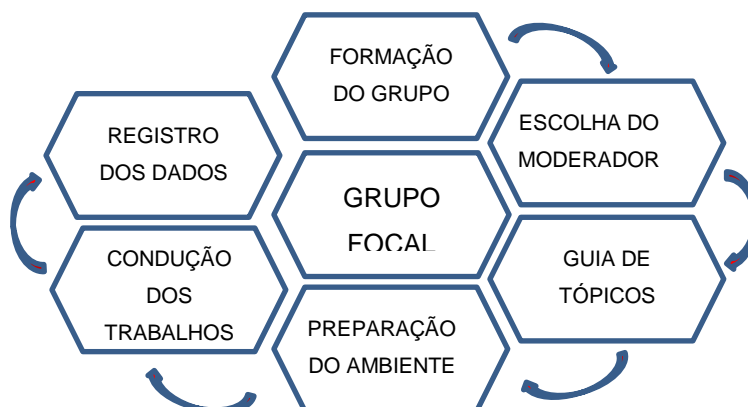 FORMAÇÃO
DO GRUPO
ESCOLHA DO
MODERADOR
GUIA DE
TÓPICOS
PREPARAÇÃO
DO AMBIENTE
CONDUÇÃO
DOS
TRABALHOS
REGISTRO
DOS DADOS
GRUPO
FOCAL